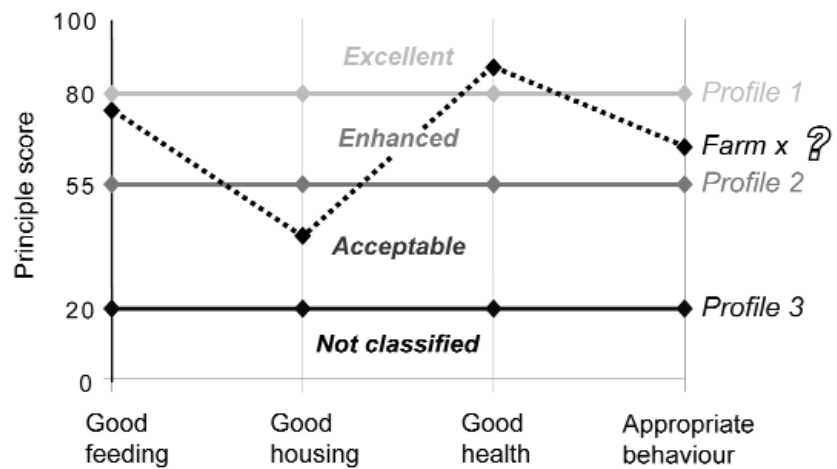 100
Excellent
80
Profile 1
Enhanced
Farm x ?
55
Profile 2
Acceptable
20
Profile 3
Not classified
0
Principle score
Good
feeding
Good
housing
Good
health
Appropriate
behaviour